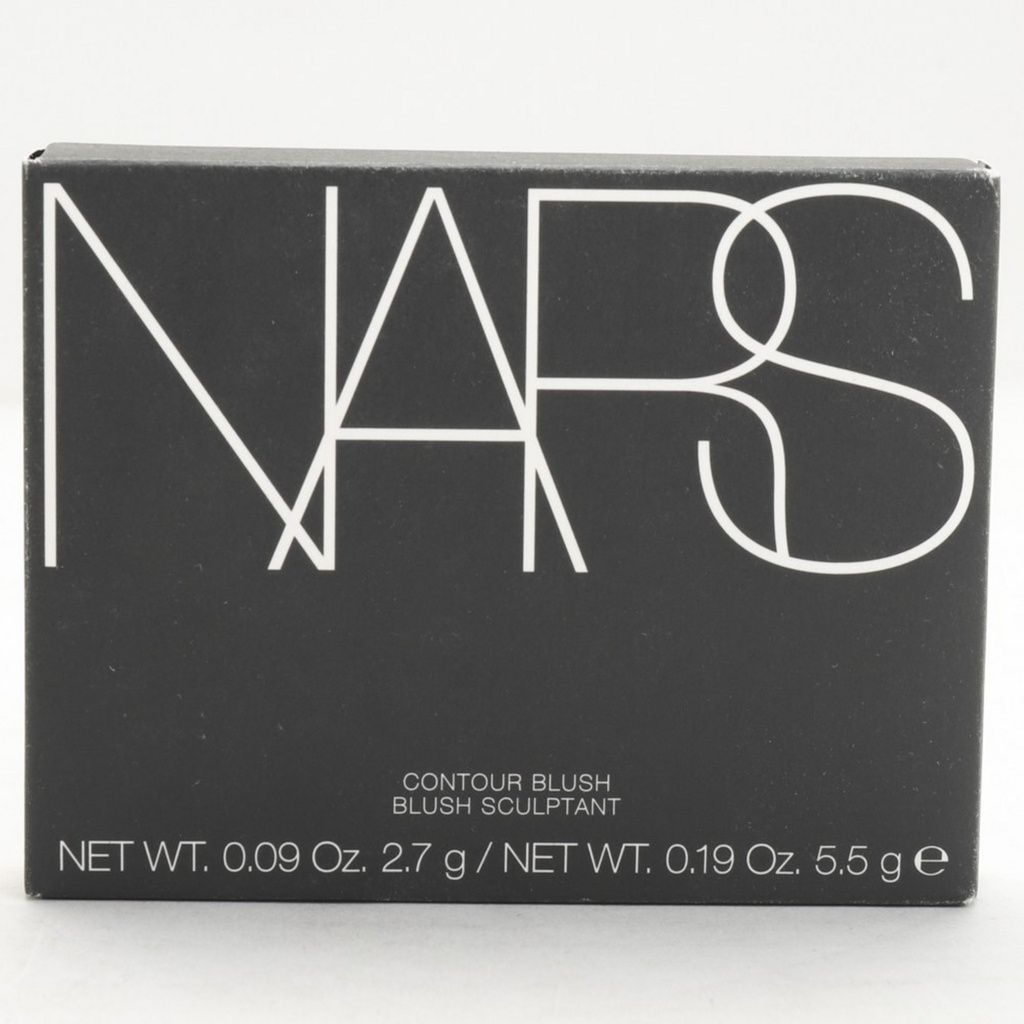 NARS
CONTOUR BLUSH
BLUSH SCULPTANT
NET WT. 0.09 Oz. 2.7 g / NET WT. 0.19 Oz. 5.5 g ℮